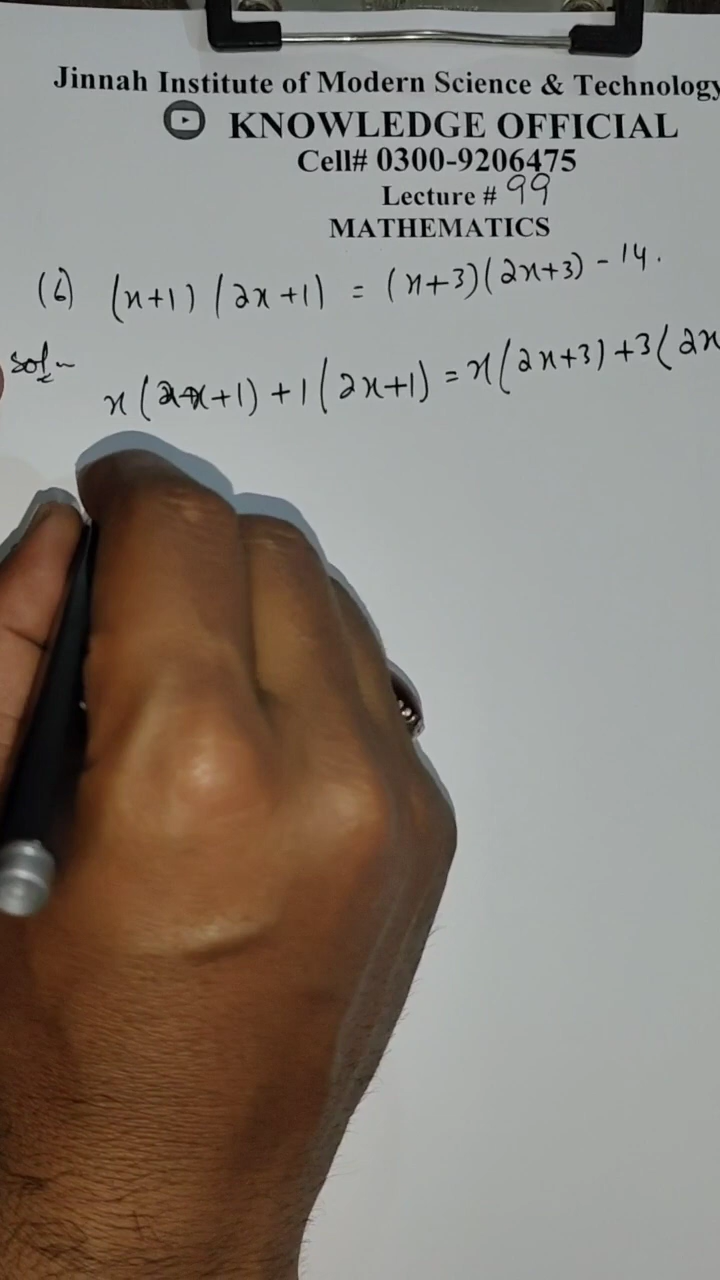 Jinnah Institute of Modern Science & Technology
KNOWLEDGE OFFICIAL
Cell# 0300-9206475
Lecture # 99
MATHEMATICS
(6) (x+1)(2x+1) = (x+3)(2x+3) - 14.
Sol
x(2x+1)+1(2x+1) = x(2x+3)+3(2x